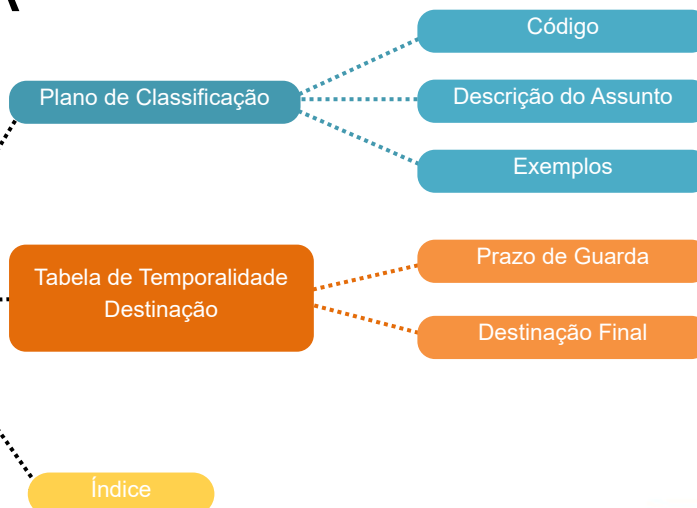 Código
Plano de Classificação
Descrição do Assunto
Exemplos
Tabela de Temporalidade
Destinação
Prazo de Guarda
Destinação Final
Índice